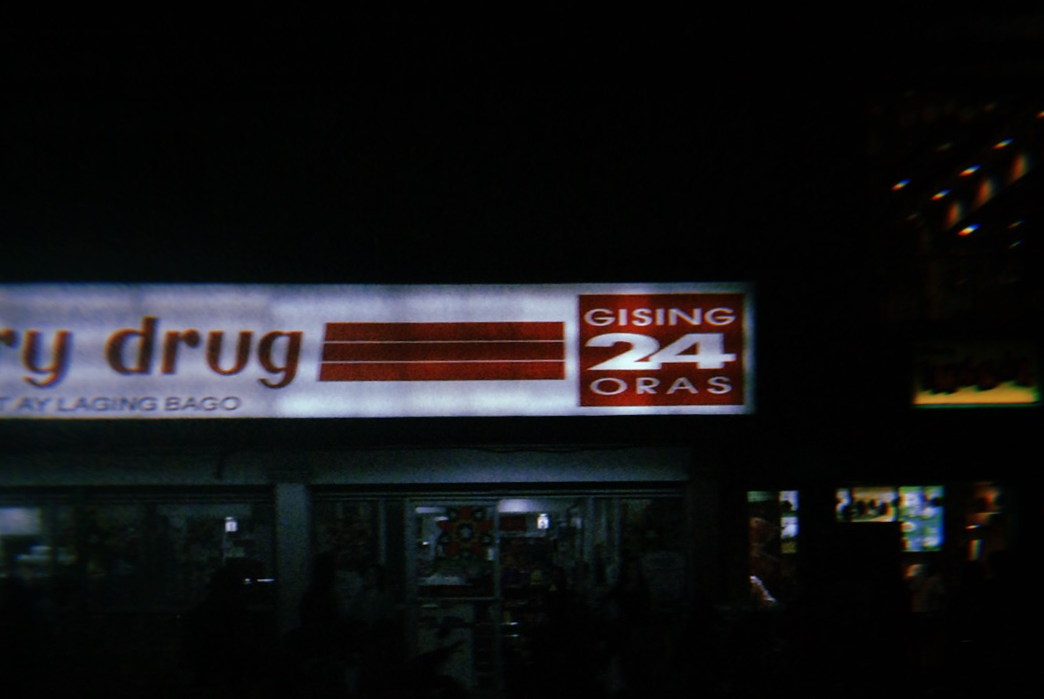 ry drug
T AY LAGING BAGO
GISING
24
ORAS